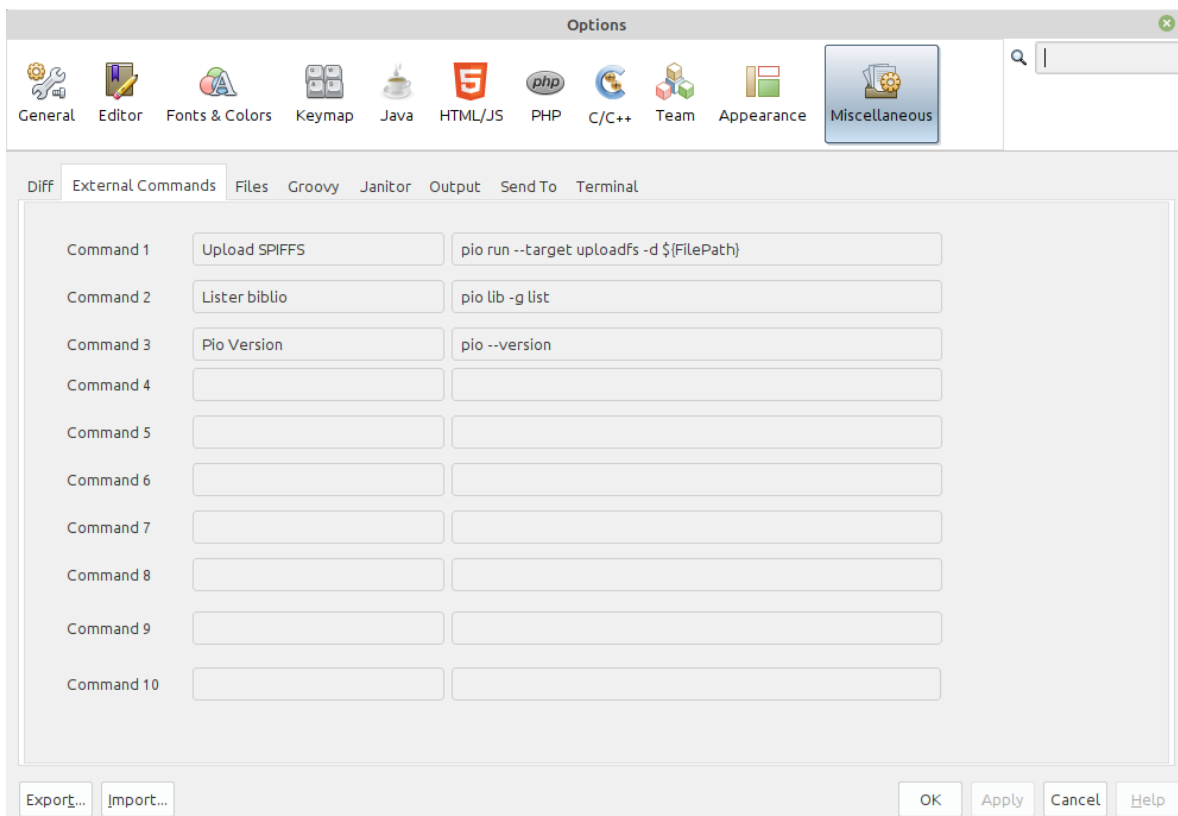 Options
General Editor Fonts & Colors Keymap Java HTML/JS PHP C/C++ Team Appearance Miscellaneous
php
Diff External Commands Files Groovy Janitor Output Send To Terminal
Command 1 Upload SPIFFS pio run --target uploadfs -d ${FilePath}
Command 2 Lister biblio pio lib -g list
Command 3 Pio Version pio --version
Command 4
Command 5
Command 6
Command 7
Command 8
Command 9
Command 10
Export... Import... OK Apply Cancel Help